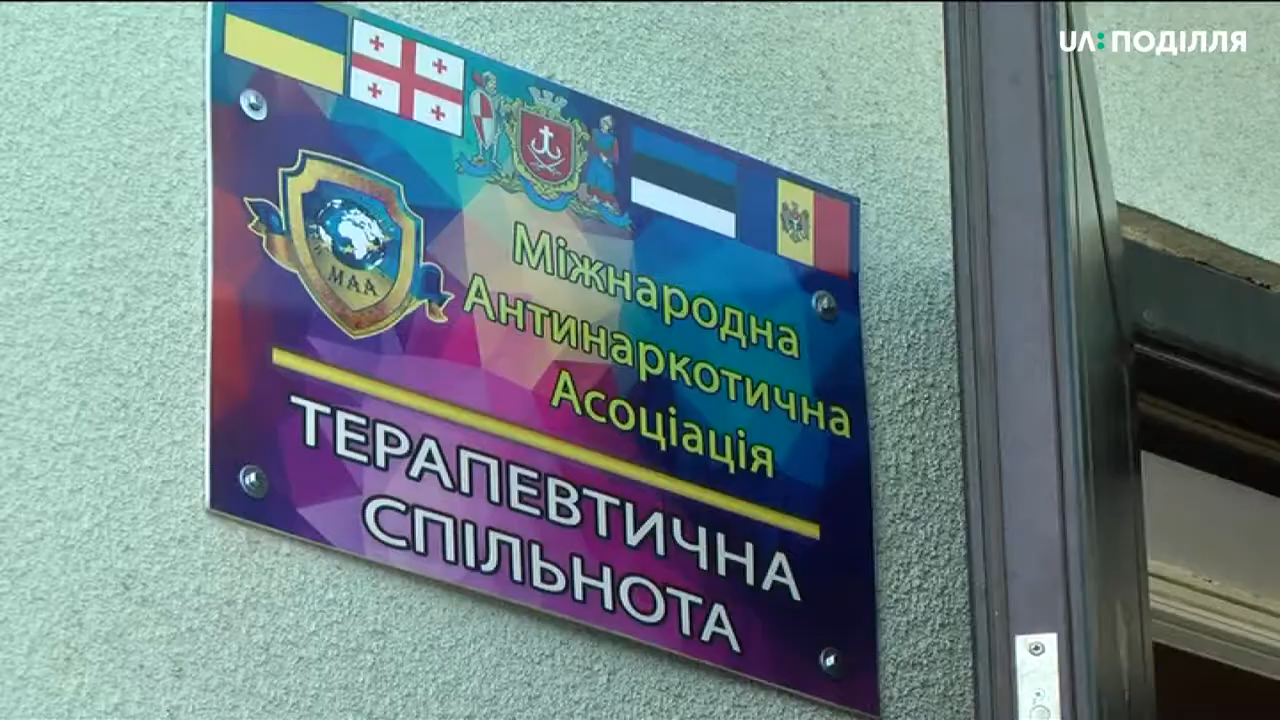 UA: ПОДІЛЛЯ
МАА
Міжнародна
Антинаркотична
Асоціація
ТЕРАПЕВТИЧНА
СПІЛЬНОТА